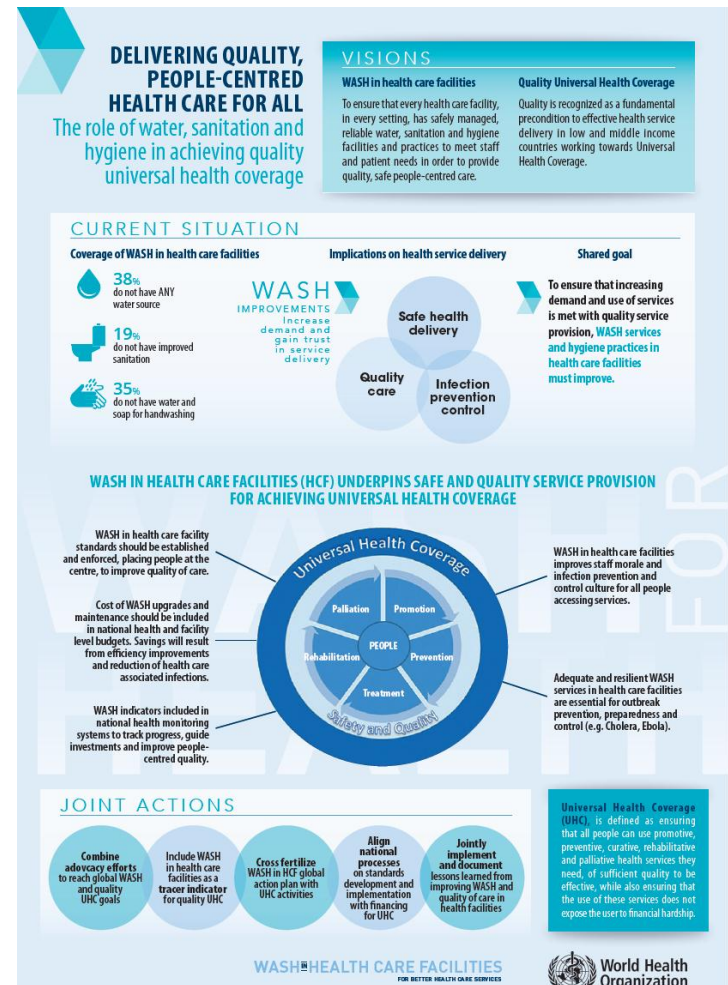 DELIVERING QUALITY,
PEOPLE-CENTRED
HEALTH CARE FOR ALL
The role of water, sanitation and
hygiene in achieving quality
universal health coverage
VISIONS
WASH in health care facilities
To ensure that every health care facility,
in every setting, has safely managed,
reliable water, sanitation and hygiene
facilities and practices to meet staff
and patient needs in order to provide
quality, safe people-centred care.
Quality Universal Health Coverage
Quality is recognized as a fundamental
precondition to effective health service
delivery in low and middle income
countries working towards Universal
Health Coverage.
CURRENT SITUATION
Coverage of WASH in health care facilities
38%
do not have ANY
water source
19%
do not have improved
sanitation
35%
do not have water and
soap for handwashing
Implications on health service delivery
WASH
IMPROVEMENTS
Increase
demand and
gain trust
in service
delivery
Safe health
delivery
Quality
care
Infection
prevention
control
Shared goal
To ensure that increasing
demand and use of services
is met with quality service
provision, WASH services
and hygiene practices in
health care facilities
must improve.
WASH IN HEALTH CARE FACILITIES (HCF) UNDERPINS SAFE AND QUALITY SERVICE PROVISION
FOR ACHIEVING UNIVERSAL HEALTH COVERAGE
WASH FOR
HEALTH
WASH in health care facility
standards should be established
and enforced, placing people at the
centre, to improve quality of care.
Cost of WASH upgrades and
maintenance should be included
in national health and facility
level budgets. Savings will result
from efficiency improvements
and reduction of health care
associated infections.
WASH indicators included in
national health monitoring
systems to track progress, guide
investments and improve people-
centred quality.
Universal Health Coverage
Palliation
Promotion
PEOPLE
Rehabilitation
Prevention
Treatment
Safety and Quality
WASH in health care facilities
improves staff morale and
infection prevention and
control culture for all people
accessing services.
Adequate and resilient WASH
services in health care facilities
are essential for outbreak
prevention, preparedness and
control (e.g. Cholera, Ebola).
JOINT ACTIONS
Combine
adovcacy efforts
to reach global WASH
and quality
UHC goals
Include WASH
in health care
facilities as a
tracer indicator
for quality UHC
Cross fertilize
WASH in HCF global
action plan with
UHC activities
Align
national
processes
on standards
development and
implementation
with financing
for UHC
Jointly
implement
and document
lessons learned from
improving WASH and
quality of care in
health facilities
Universal Health Coverage
(UHC), is defined as ensuring
that all people can use promotive,
preventive, curative, rehabilitative
and palliative health services they
need, of sufficient quality to be
effective, while also ensuring that
the use of these services does not
expose the user to financial hardship.
WASH IN HEALTH CARE FACILITIES
FOR BETTER HEALTH CARE SERVICES
World Health
Organization